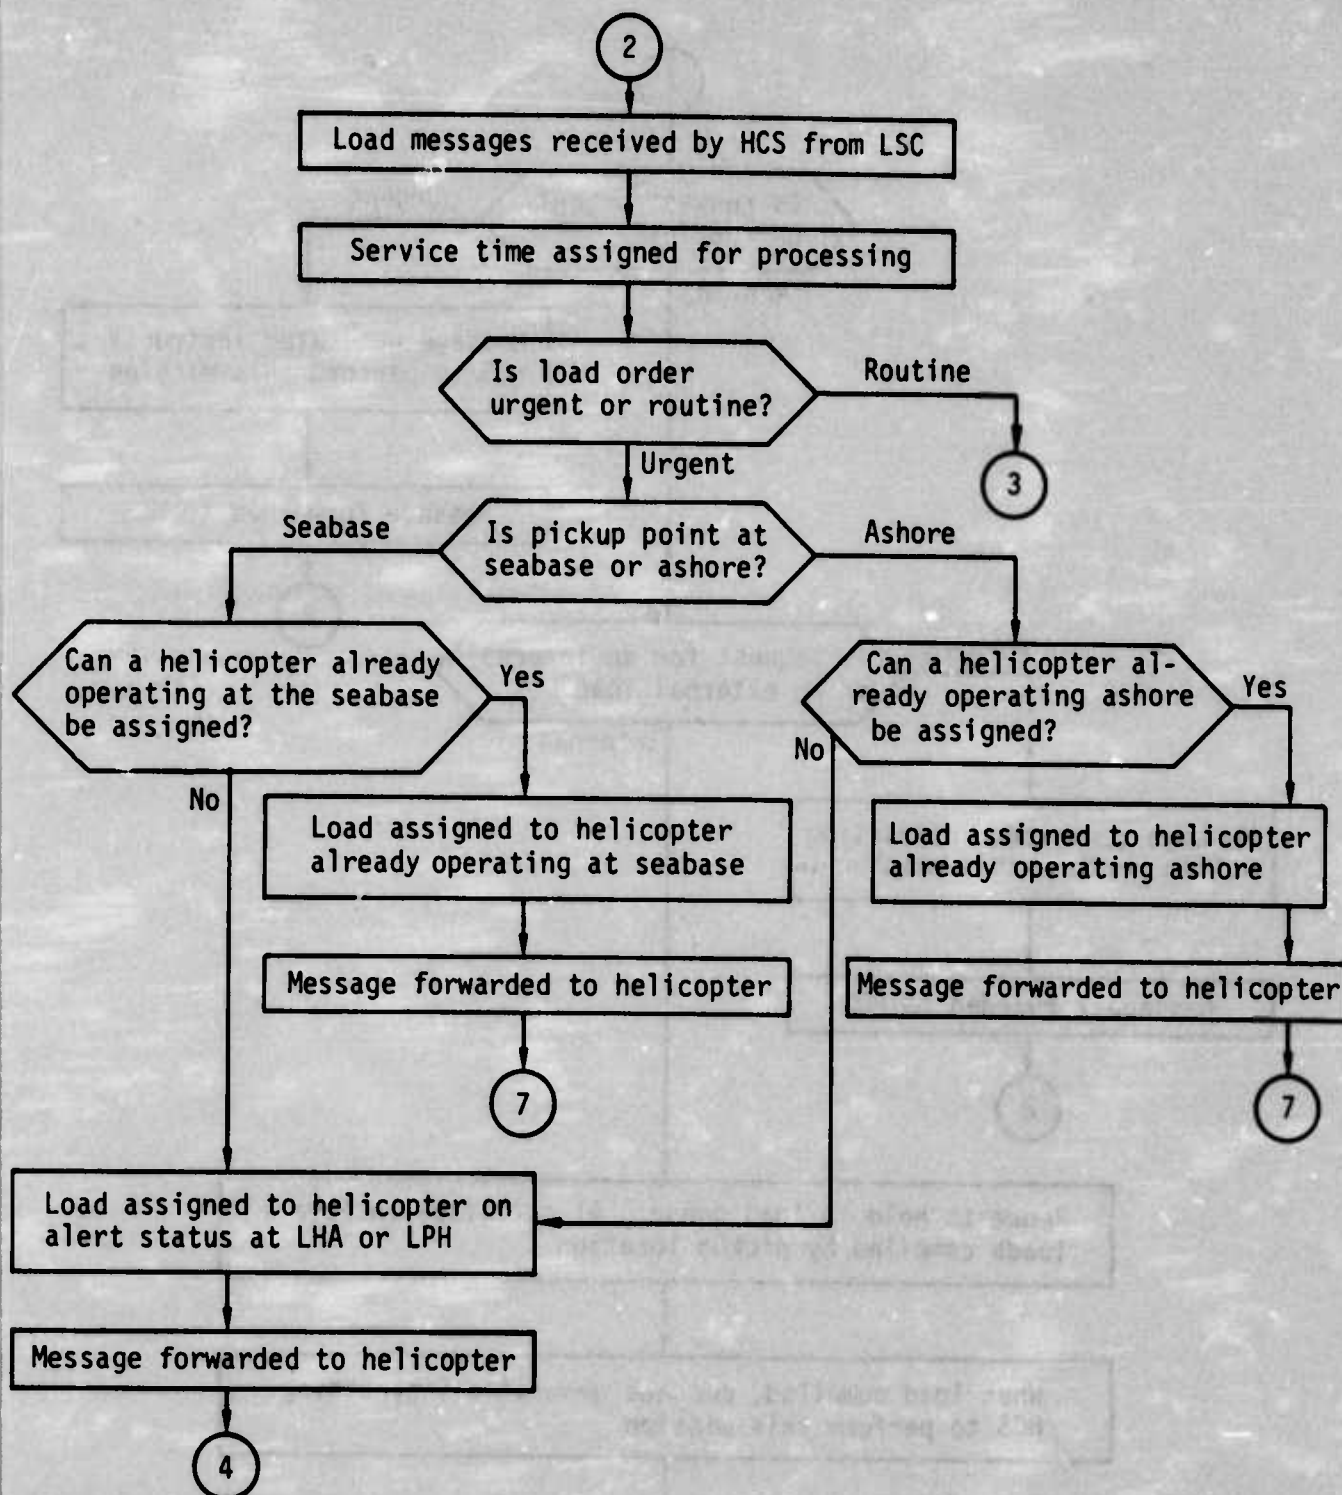 2
Load messages received by HCS from LSC
Service time assigned for processing
Is load order
urgent or routine?
Routine
3
Urgent
Is pickup point at
seabase or ashore?
Seabase
Ashore
Can a helicopter already
operating at the seabase
be assigned?
Yes
No
Can a helicopter al-
ready operating ashore
be assigned?
Yes
No
Load assigned to helicopter
already operating at seabase
Load assigned to helicopter
already operating ashore
Message forwarded to helicopter
Message forwarded to helicopter
7
7
Load assigned to helicopter on
alert status at LHA or LPH
Message forwarded to helicopter
4